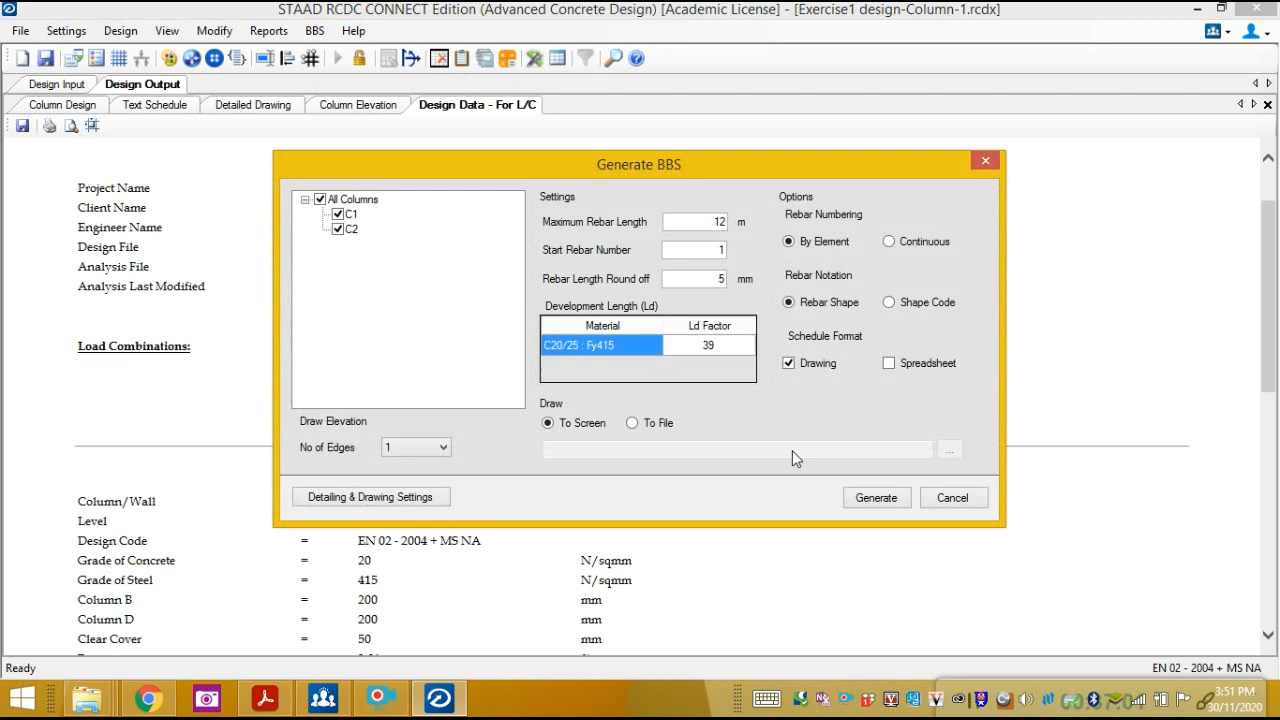 STAAD RCDC CONNECT Edition (Advanced Concrete Design) [Academic License] - [Exercise1 design-Column-1.rcdx]
File Settings Design View Modify Reports BBS Help
Design Input Design Output
Column Design Text Schedule Detailed Drawing Column Elevation Design Data - For L/C
Generate BBS
Project Name
Client Name
Engineer Name
Design File
Analysis File
Analysis Last Modified
Load Combinations:
All Columns
C1
C2
Draw Elevation
No of Edges 1
Settings
Maximum Rebar Length 12 m
Start Rebar Number 1
Rebar Length Round off 5 mm
Development Length (Ld)
Material Ld Factor
C20/25 : Fy415 39
Draw
To Screen To File
...
Options
Rebar Numbering
By Element Continuous
Rebar Notation
Rebar Shape Shape Code
Schedule Format
Drawing Spreadsheet
Detailing & Drawing Settings Generate Cancel
Column/Wall
Level
Design Code = EN 02 - 2004 + MS NA
Grade of Concrete = 20 N/sqmm
Grade of Steel = 415 N/sqmm
Column B = 200 mm
Column D = 200 mm
Clear Cover = 50 mm
Ready EN 02 - 2004 + MS NA
3:51 PM
30/11/2020